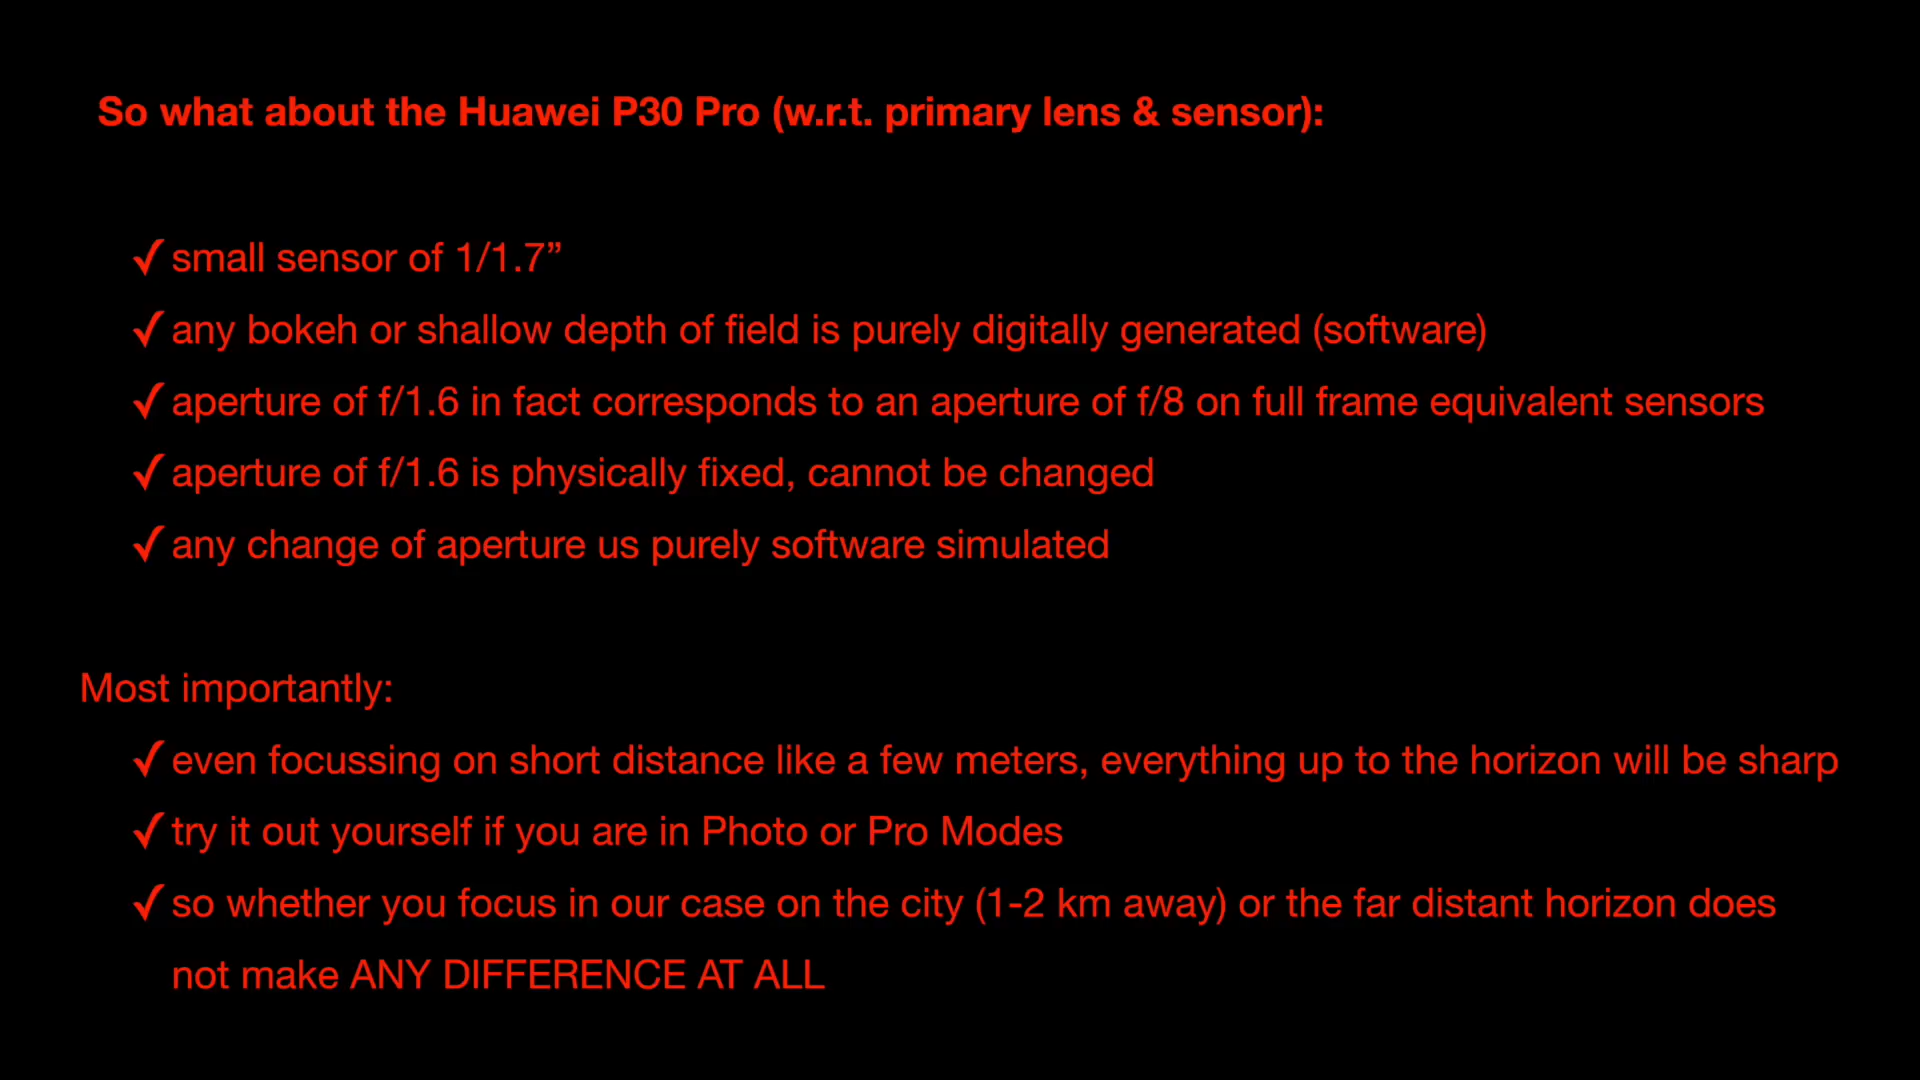 So what about the Huawei P30 Pro (w.r.t. primary lens & sensor):
✓ small sensor of 1/1.7”
✓ any bokeh or shallow depth of field is purely digitally generated (software)
✓ aperture of f/1.6 in fact corresponds to an aperture of f/8 on full frame equivalent sensors
✓ aperture of f/1.6 is physically fixed, cannot be changed
✓ any change of aperture us purely software simulated
Most importantly:
✓ even focussing on short distance like a few meters, everything up to the horizon will be sharp
✓ try it out yourself if you are in Photo or Pro Modes
✓ so whether you focus in our case on the city (1-2 km away) or the far distant horizon does
not make ANY DIFFERENCE AT ALL